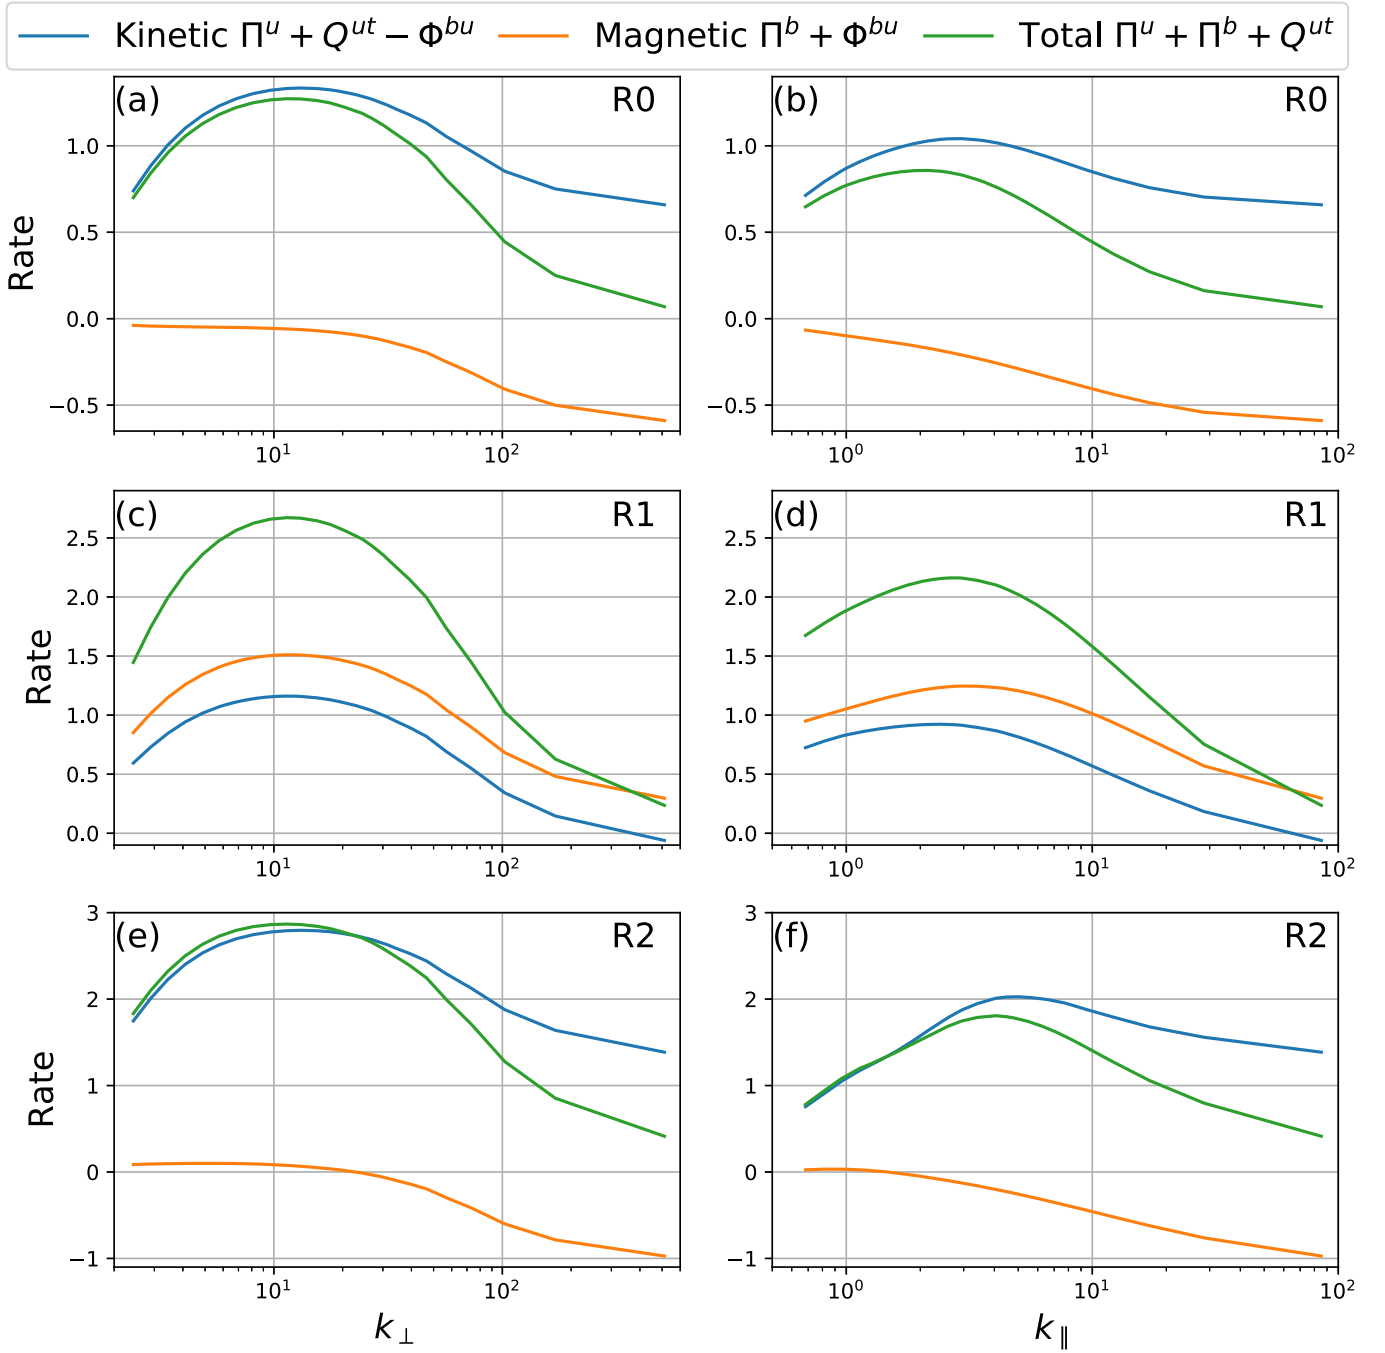 Kinetic Πᵘ + Qᵘᵗ − Φᵇᵘ Magnetic Πᵇ + Φᵇᵘ Total Πᵘ + Πᵇ + Qᵘᵗ
(a) R0
1.0
0.5
0.0
−0.5
10¹ 10²
Rate
(b) R0
1.0
0.5
0.0
−0.5
10⁰ 10¹ 10²
(c) R1
2.5
2.0
1.5
1.0
0.5
0.0
10¹ 10²
Rate
(d) R1
2.5
2.0
1.5
1.0
0.5
0.0
10⁰ 10¹ 10²
(e) R2
3
2
1
0
−1
10¹ 10²
Rate
k⊥
(f) R2
3
2
1
0
−1
10⁰ 10¹ 10²
k∥